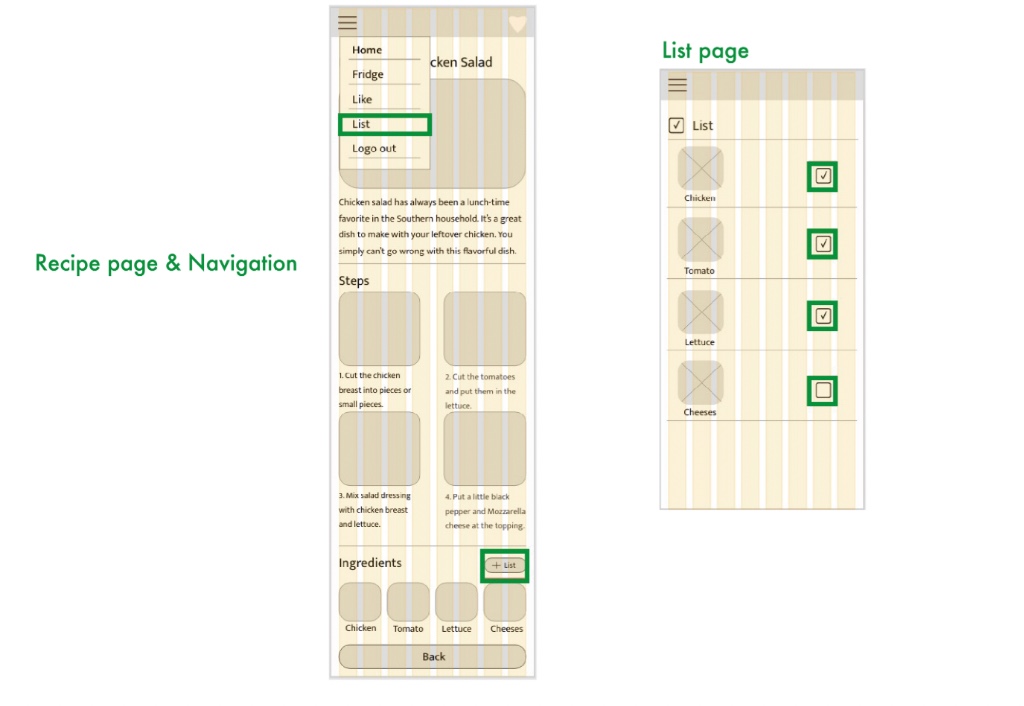 Recipe page & Navigation
Home
cken Salad
Fridge
Like
List
Logo out
Chicken salad has always been a lunch-time
favorite in the Southern household. It's a great
dish to make with your leftover chicken. You
simply can't go wrong with this flavorful dish.
Steps
1. Cut the chicken
breast into pieces or
small pieces.
2. Cut the tomatoes
and put them in the
lettuce.
3. Mix salad dressing
with chicken breast
and lettuce.
4. Put a little black
pepper and Mozzarella
cheese at the topping.
Ingredients
+ List
Chicken Tomato Lettuce Cheeses
Back
List page
List
Chicken
Tomato
Lettuce
Cheeses